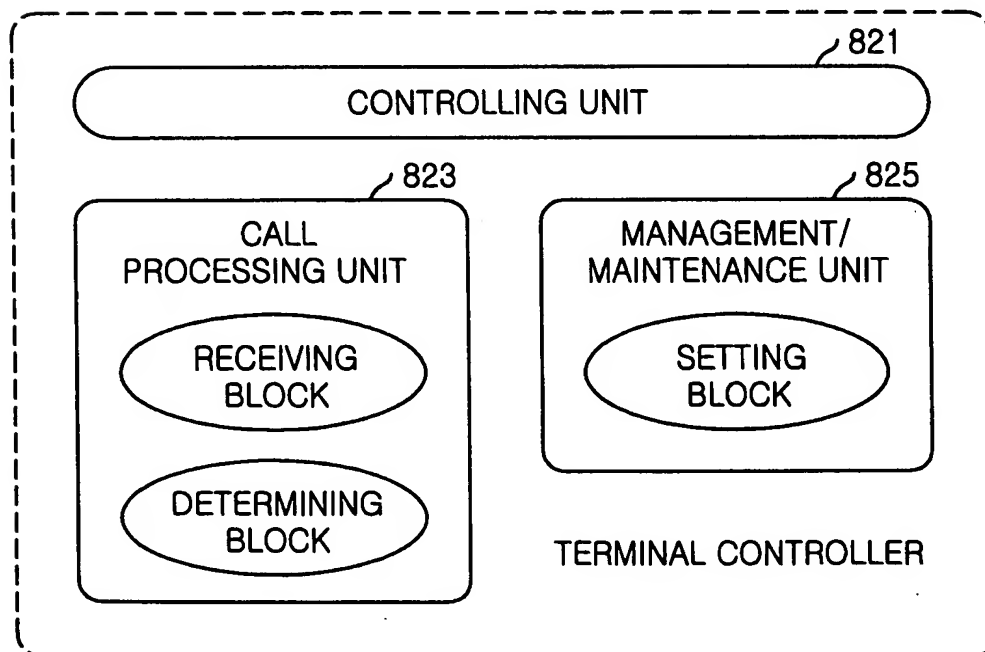 821
CONTROLLING UNIT
823
CALL
PROCESSING UNIT
RECEIVING
BLOCK
DETERMINING
BLOCK
825
MANAGEMENT/
MAINTENANCE UNIT
SETTING
BLOCK
TERMINAL CONTROLLER